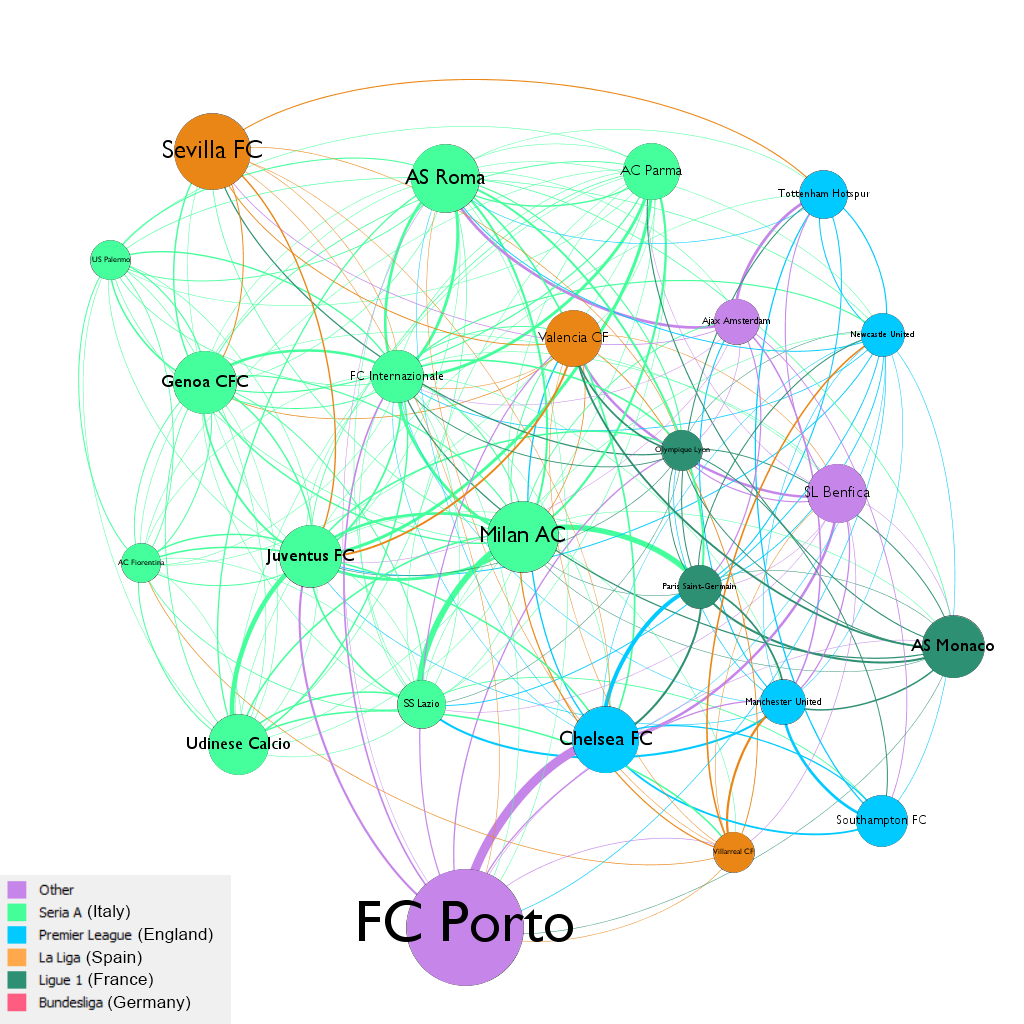 Sevilla FC
AS Roma
AC Parma
Tottenham Hotspur
US Palermo
Ajax Amsterdam
Newcastle United
Valencia CF
FC Internazionale
Genoa CFC
Olympique Lyon
SL Benfica
Milan AC
Juventus FC
AC Fiorentina
Paris Saint-Germain
AS Monaco
SS Lazio
Manchester United
Chelsea FC
Udinese Calcio
Southampton FC
Villarreal CF
FC Porto
Other
Seria A (Italy)
Premier League (England)
La Liga (Spain)
Ligue 1 (France)
Bundesliga (Germany)